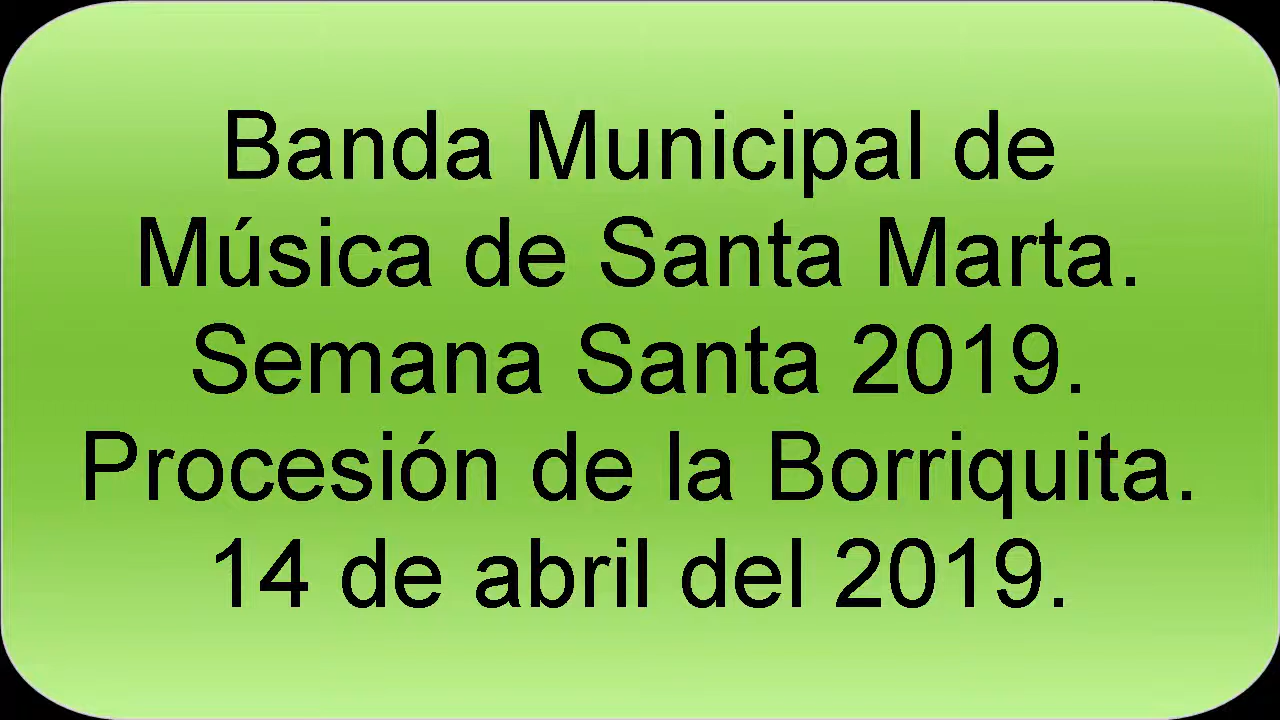 Banda Municipal de
Música de Santa Marta.
Semana Santa 2019.
Procesión de la Borriquita.
14 de abril del 2019.